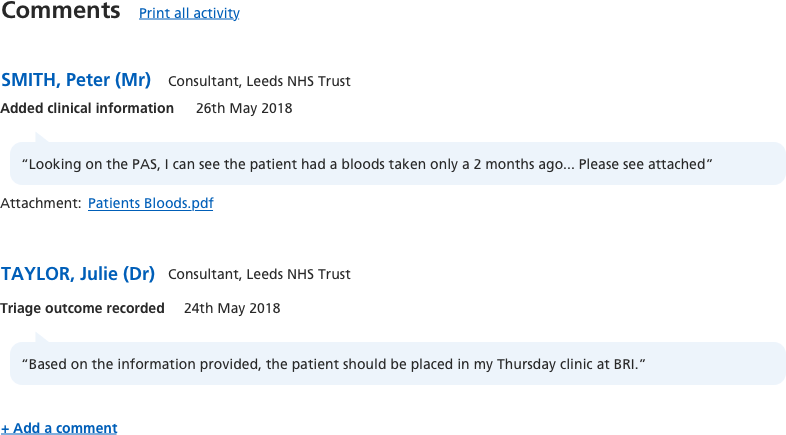 Comments Print all activity
SMITH, Peter (Mr) Consultant, Leeds NHS Trust
Added clinical information 26th May 2018
“Looking on the PAS, I can see the patient had a bloods taken only a 2 months ago... Please see attached”
Attachment: Patients Bloods.pdf
TAYLOR, Julie (Dr) Consultant, Leeds NHS Trust
Triage outcome recorded 24th May 2018
“Based on the information provided, the patient should be placed in my Thursday clinic at BRI.”
+ Add a comment